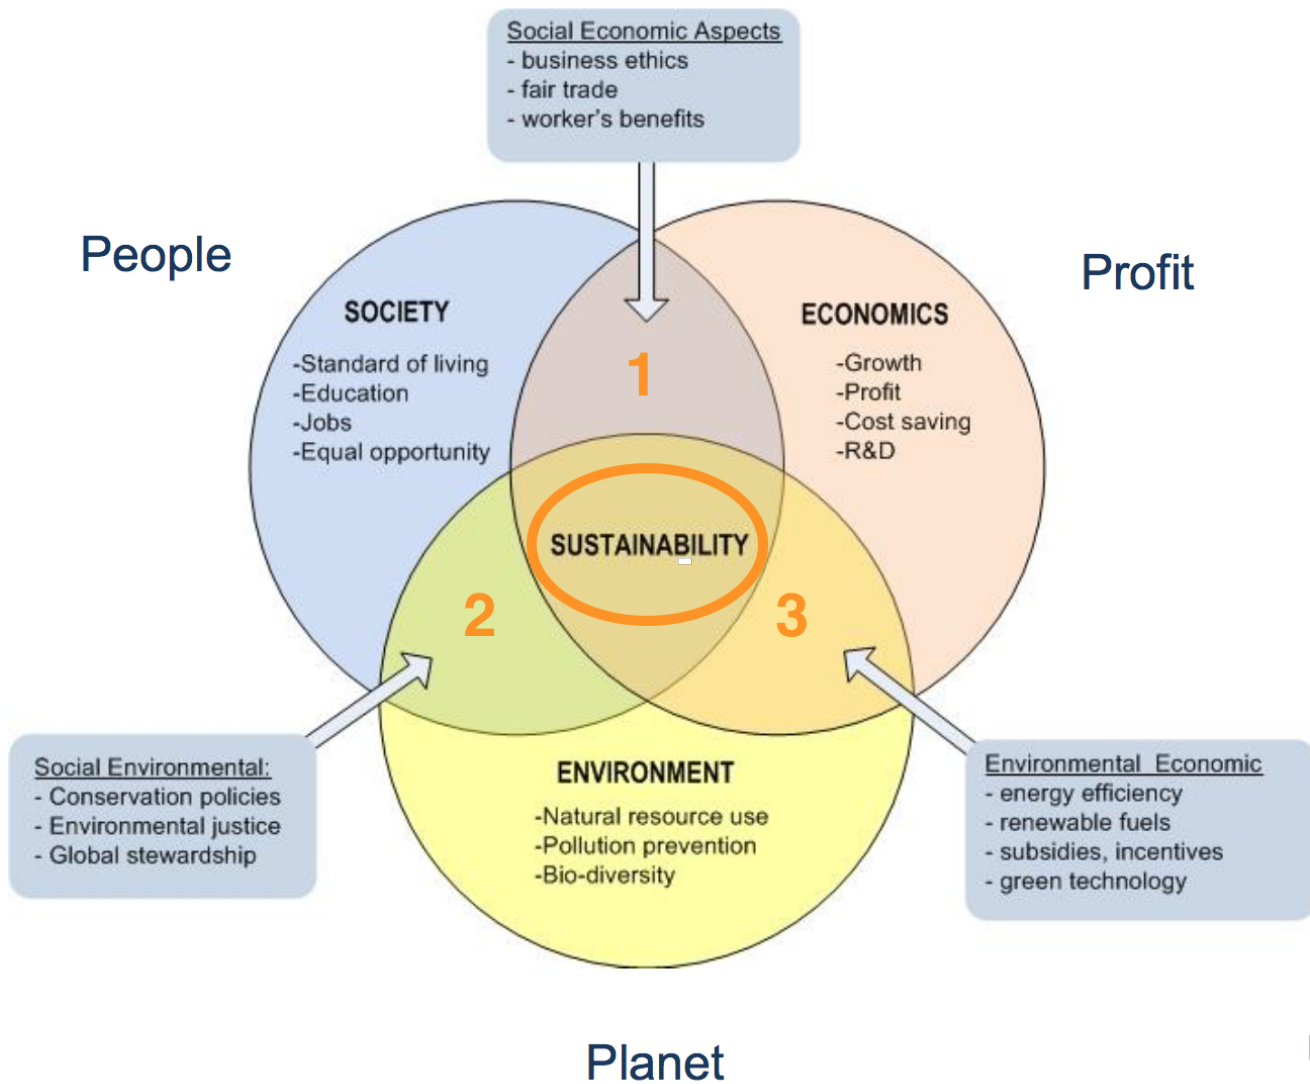 Social Economic Aspects
- business ethics
- fair trade
- worker's benefits
People
Profit
SOCIETY
-Standard of living
-Education
-Jobs
-Equal opportunity
1
ECONOMICS
-Growth
-Profit
-Cost saving
-R&D
SUSTAINABILITY
2
3
Social Environmental:
- Conservation policies
- Environmental justice
- Global stewardship
ENVIRONMENT
-Natural resource use
-Pollution prevention
-Bio-diversity
Environmental Economic
- energy efficiency
- renewable fuels
- subsidies, incentives
- green technology
Planet